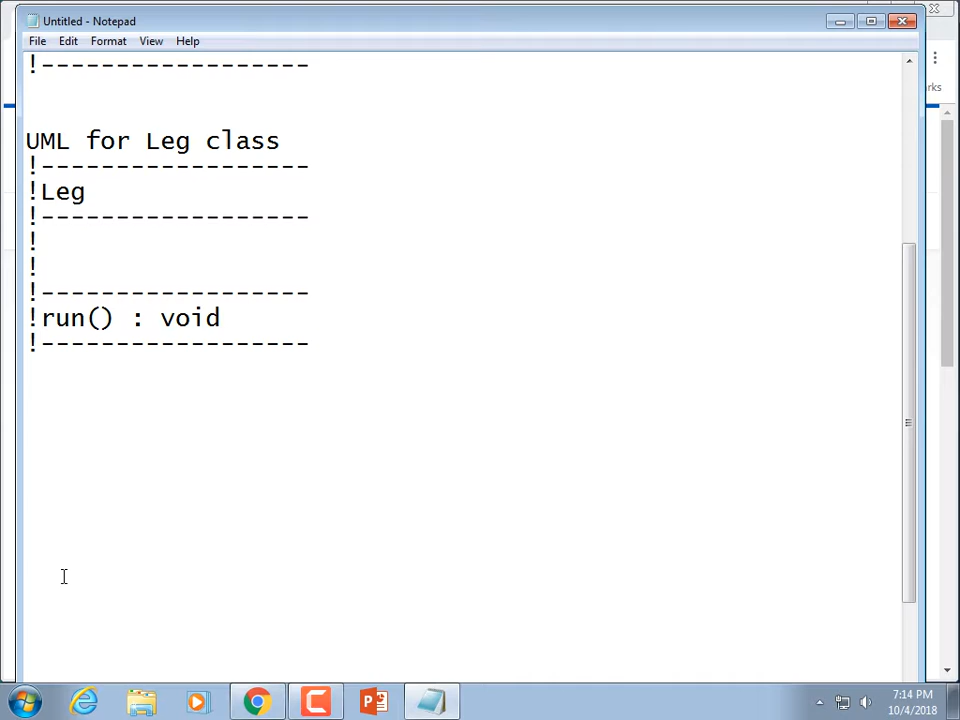 Untitled - Notepad
File Edit Format View Help
rks
!------------------
UML for Leg class
!------------------
!Leg
!------------------
!
!
!------------------
!run() : void
!------------------
7:14 PM
10/4/2018